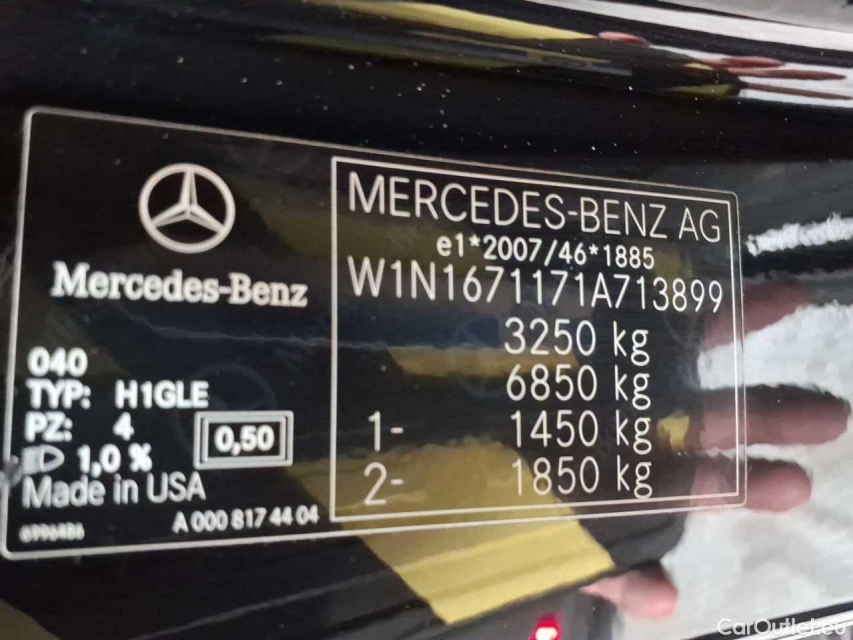 Mercedes-Benz
040
TYP: H1GLE
PZ: 4
0,50
1,0 %
Made in USA
A 000 817 44 04
MERCEDES-BENZ AG
e1*2007/46*1885
W1N1671171A713899
3250 kg
6850 kg
1- 1450 kg
2- 1850 kg
CarOutlet.eu